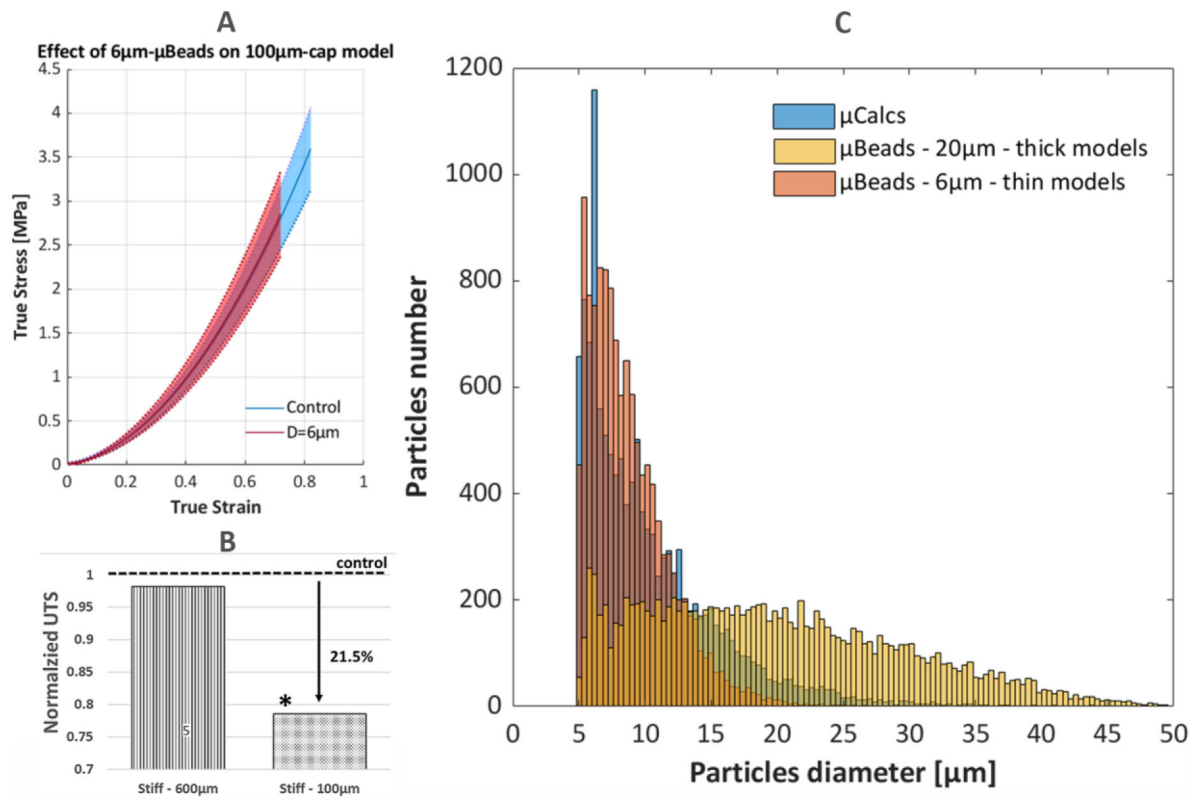 A
Effect of 6µm-µBeads on 100µm-cap model
4.5
4
3.5
3
2.5
2
1.5
1
0.5
0
True Stress [MPa]
Control
D=6µm
0 0.2 0.4 0.6 0.8 1
True Strain
B
control
1
0.95
0.9
0.85
0.8
0.75
0.7
Normalzied UTS
21.5%
*
5
Stiff - 600µm
Stiff - 100µm
C
1200
1000
800
600
400
200
0
Particles number
µCalcs
µBeads - 20µm - thick models
µBeads - 6µm - thin models
0 5 10 15 20 25 30 35 40 45 50
Particles diameter [µm]